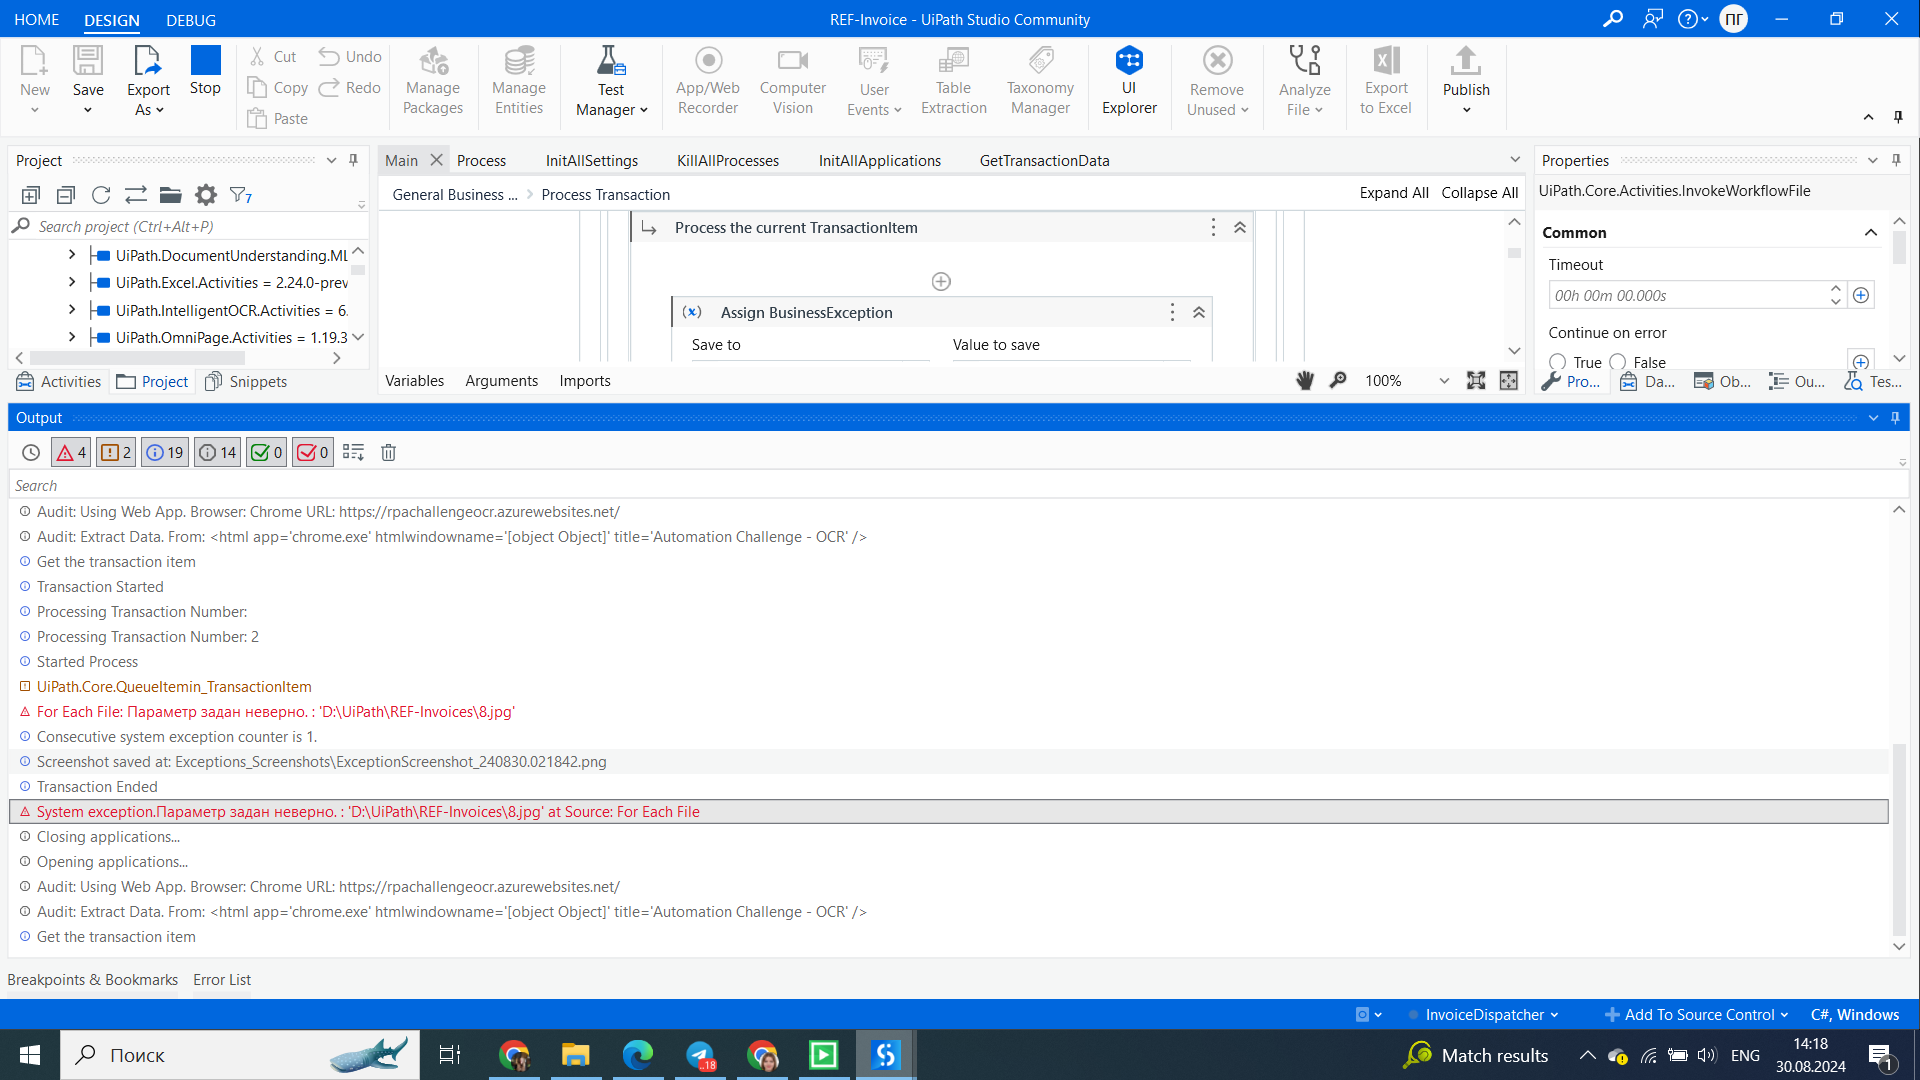 HOME DESIGN DEBUG REF-Invoice - UiPath Studio Community ПГ
New Save Export As Stop Cut Copy Paste Undo Redo Manage Packages Manage Entities Test Manager App/Web Recorder Computer Vision User Events Table Extraction Taxonomy Manager UI Explorer Remove Unused Analyze File Export to Excel Publish
Project
7
Search project (Ctrl+Alt+P)
UiPath.DocumentUnderstanding.ML
UiPath.Excel.Activities = 2.24.0-prev
UiPath.IntelligentOCR.Activities = 6.
UiPath.OmniPage.Activities = 1.19.3
Activities Project Snippets
Main Process InitAllSettings KillAllProcesses InitAllApplications GetTransactionData
General Business ... Process Transaction Expand All Collapse All
Process the current TransactionItem
(x) Assign BusinessException
Save to Value to save
Variables Arguments Imports 100%
Properties
UiPath.Core.Activities.InvokeWorkflowFile
Common
Timeout
00h 00m 00.000s
Continue on error
True False
Pro... Da... Ob... Ou... Tes...
Output
4 2 19 14 0 0
Search
Audit: Using Web App. Browser: Chrome URL: https://rpachallengeocr.azurewebsites.net/
Audit: Extract Data. From: <html app='chrome.exe' htmlwindowname='[object Object]' title='Automation Challenge - OCR' />
Get the transaction item
Transaction Started
Processing Transaction Number:
Processing Transaction Number: 2
Started Process
UiPath.Core.QueueItemin_TransactionItem
For Each File: Параметр задан неверно. : 'D:\UiPath\REF-Invoices\8.jpg'
Consecutive system exception counter is 1.
Screenshot saved at: Exceptions_Screenshots\ExceptionScreenshot_240830.021842.png
Transaction Ended
System exception.Параметр задан неверно. : 'D:\UiPath\REF-Invoices\8.jpg' at Source: For Each File
Closing applications...
Opening applications...
Audit: Using Web App. Browser: Chrome URL: https://rpachallengeocr.azurewebsites.net/
Audit: Extract Data. From: <html app='chrome.exe' htmlwindowname='[object Object]' title='Automation Challenge - OCR' />
Get the transaction item
Breakpoints & Bookmarks Error List
InvoiceDispatcher Add To Source Control C#, Windows
Поиск ..18 Match results ENG 14:18 1
30.08.2024